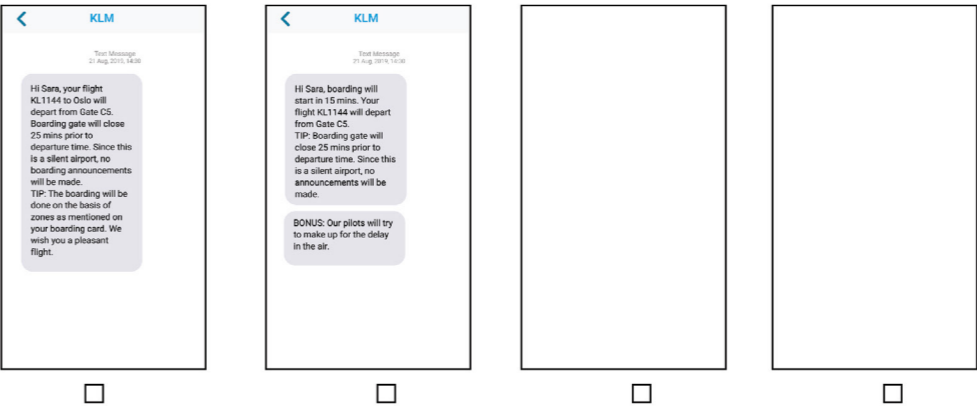 KLM
Text Message
21 Aug, 2019, 14:00
Hi Sara, your flight
KL1144 to Oslo will
depart from Gate C5.
Boarding gate will close
25 mins prior to
departure time. Since this
is a silent airport, no
boarding announcements
will be made.
TIP: The boarding will be
done on the basis of
zones as mentioned on
your boarding card. We
wish you a pleasant
flight.
KLM
Text Message
21 Aug, 2019,
Hi Sara, boarding will
start in 15 mins. Your
flight KL1144 will depart
from Gate C5.
TIP: Boarding gate will
close 25 mins prior to
departure time. Since this
is a silent airport, no
announcements will be
made.
BONUS: Our pilots will try
to make up for the delay
in the air.